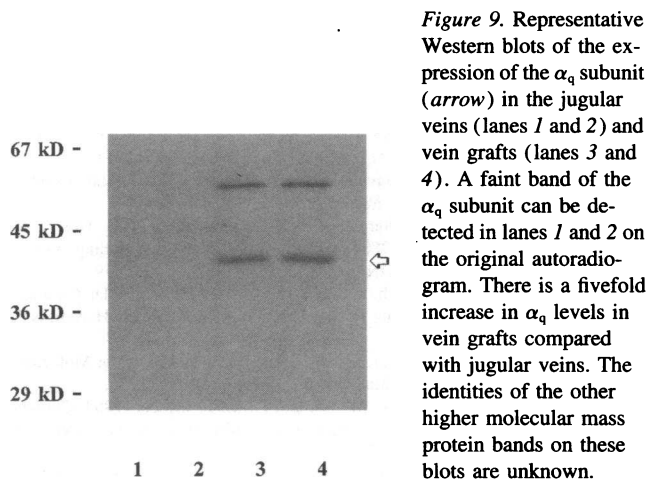 Figure 9. Representative
Western blots of the ex-
pression of the αq subunit
(arrow) in the jugular
veins (lanes 1 and 2) and
vein grafts (lanes 3 and
4). A faint band of the
αq subunit can be de-
tected in lanes 1 and 2 on
the original autoradio-
gram. There is a fivefold
increase in αq levels in
vein grafts compared
with jugular veins. The
identities of the other
higher molecular mass
protein bands on these
blots are unknown.
67 kD -
45 kD -
36 kD -
29 kD -
1 2 3 4